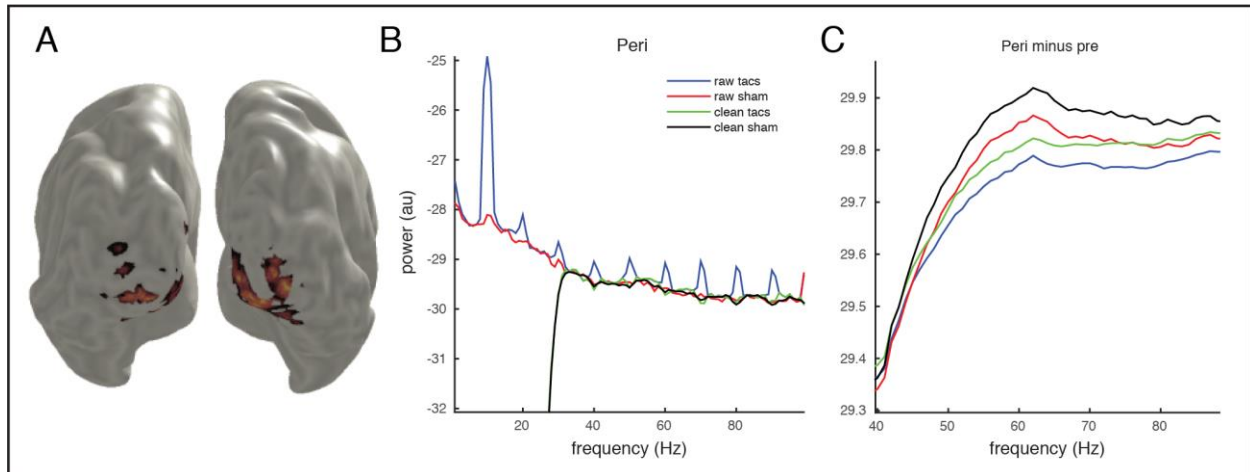 A
B
Peri
-25
-26
-27
-28
-29
-30
-31
-32
power (au)
20
40
60
80
frequency (Hz)
raw tacs
raw sham
clean tacs
clean sham
C
Peri minus pre
29.9
29.8
29.7
29.6
29.5
29.4
29.3
40
50
60
70
80
frequency (Hz)